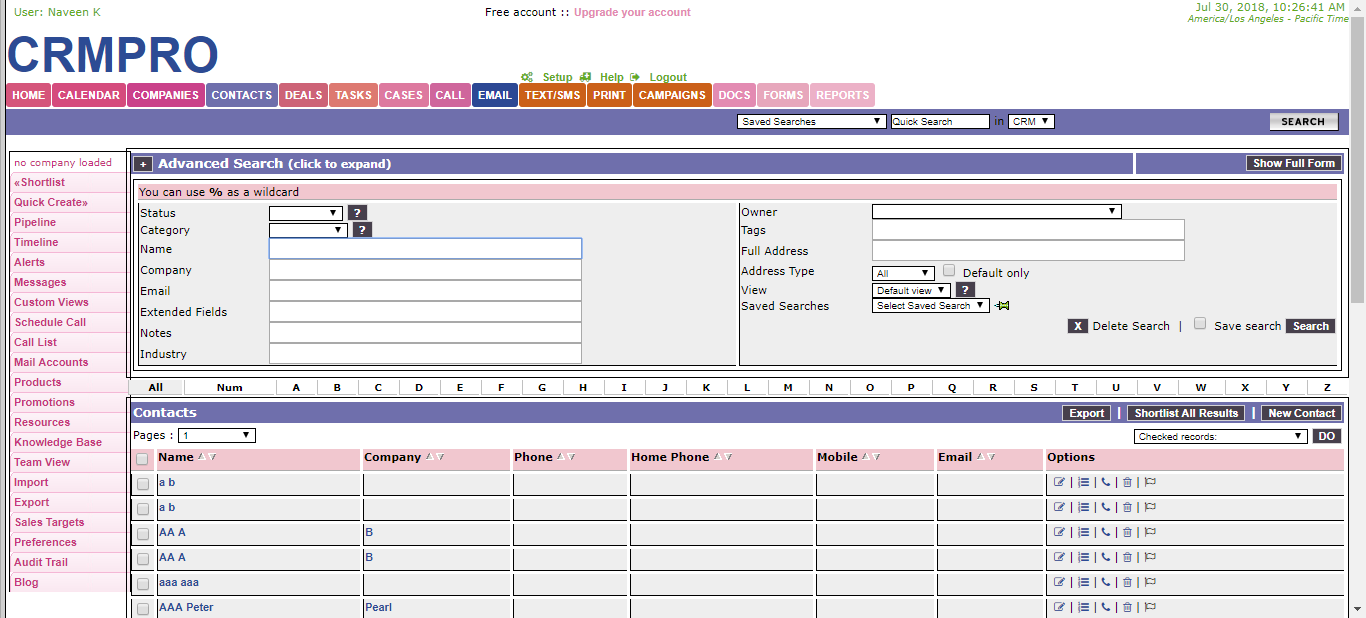 User: Naveen K
Free account :: Upgrade your account
Jul 30, 2018, 10:26:41 AM
America/Los Angeles - Pacific Time
CRMPRO
Setup Help Logout
HOME CALENDAR COMPANIES CONTACTS DEALS TASKS CASES CALL EMAIL TEXT/SMS PRINT CAMPAIGNS DOCS FORMS REPORTS
Saved Searches Quick Search in CRM SEARCH
no company loaded
«Shortlist
Quick Create»
Pipeline
Timeline
Alerts
Messages
Custom Views
Schedule Call
Call List
Mail Accounts
Products
Promotions
Resources
Knowledge Base
Team View
Import
Export
Sales Targets
Preferences
Audit Trail
Blog
+ Advanced Search (click to expand) Show Full Form
You can use % as a wildcard
Status ?
Category ?
Name
Company
Email
Extended Fields
Notes
Industry
Owner
Tags
Full Address
Address Type All Default only
View Default view ?
Saved Searches Select Saved Search
X Delete Search | Save search Search
All Num A B C D E F G H I J K L M N O P Q R S T U V W X Y Z
Contacts Export | Shortlist All Results | New Contact
Pages : 1 Checked records: DO
Name Company Phone Home Phone Mobile Email Options
a b | | | |
a b | | | |
AA A B | | | |
AA A B | | | |
aaa aaa | | | |
AAA Peter Pearl | | | |